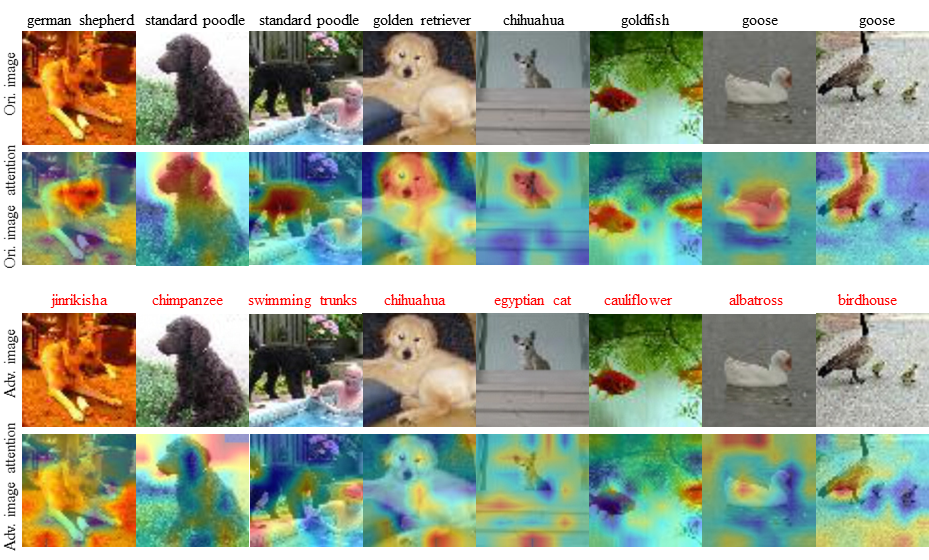 german shepherd standard poodle standard poodle golden retriever chihuahua goldfish goose goose
Ori. image
Ori. image attention
jinrikisha chimpanzee swimming trunks chihuahua egyptian cat cauliflower albatross birdhouse
Adv. image
Adv. image attention